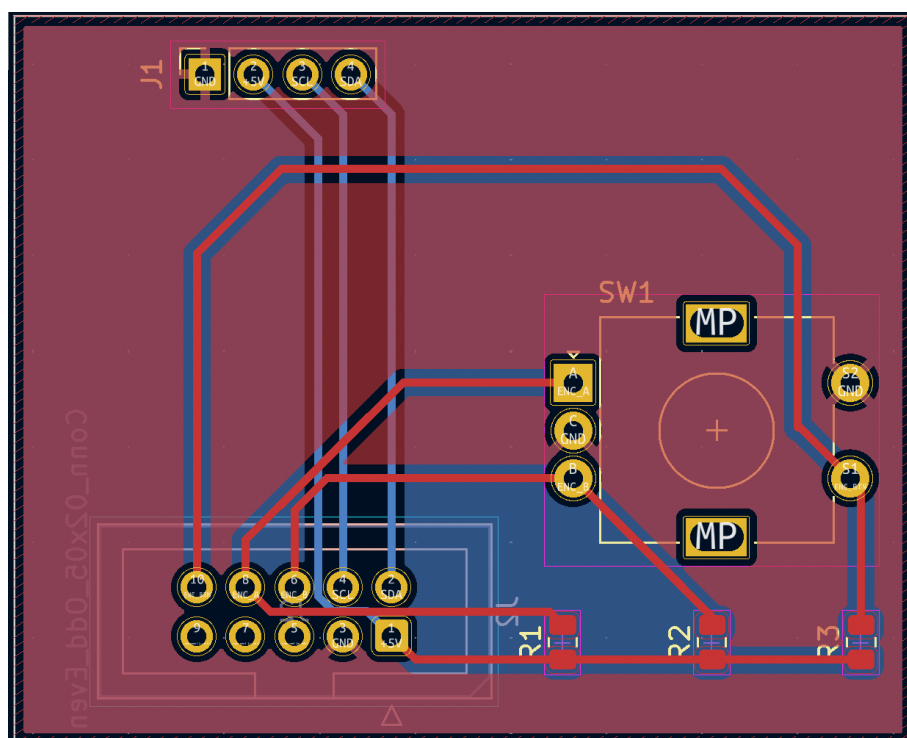 J1
1 2 3 4
GND +5V SCL SDA
SW1
MP
A
ENC_A
S2
GND
C
GND
B
ENC_B
S1
MP
Conn_02x05_Odd_Even
10 8 6 4 2
ENC_A ENC_B SCL SDA
J2
9 7 5 3 1
GND +5V
R1
R2
R3